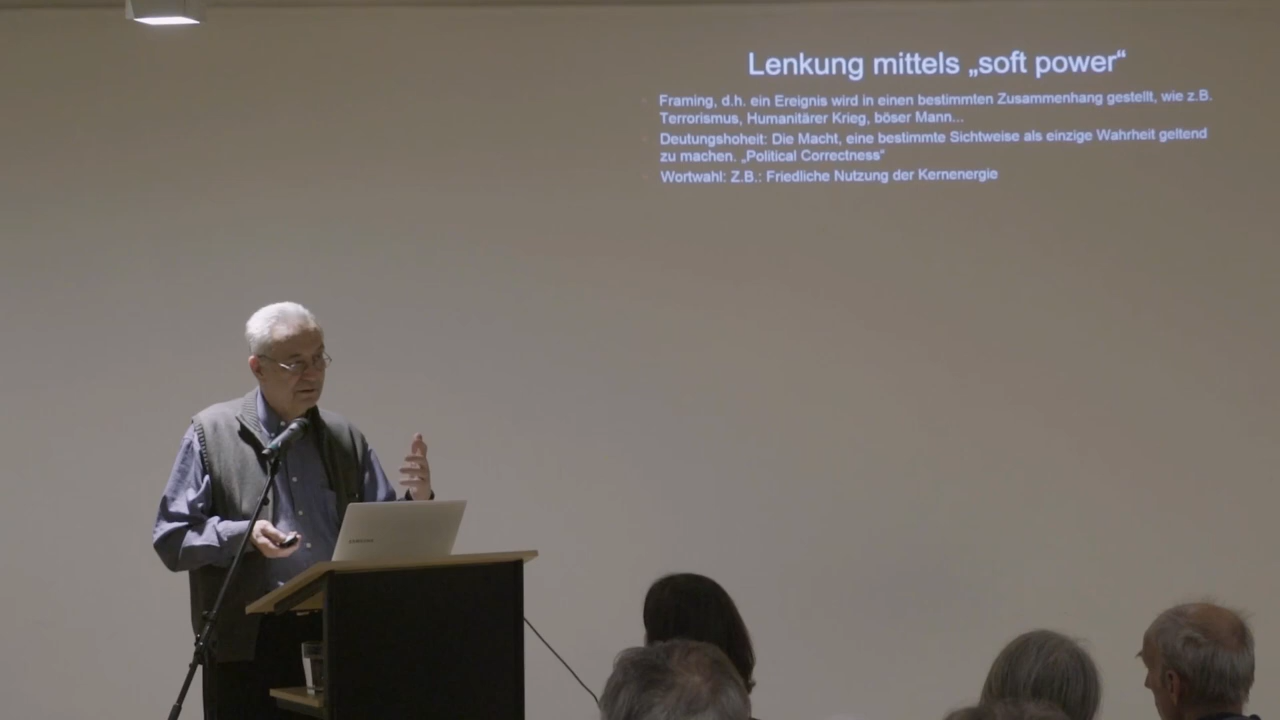 Lenkung mittels „soft power“
Framing, d.h. ein Ereignis wird in einen bestimmten Zusammenhang gestellt, wie z.B.
Terrorismus, Humanitärer Krieg, böser Mann...
Deutungshoheit: Die Macht, eine bestimmte Sichtweise als einzige Wahrheit geltend
zu machen. „Political Correctness“
Wortwahl: Z.B.: Friedliche Nutzung der Kernenergie